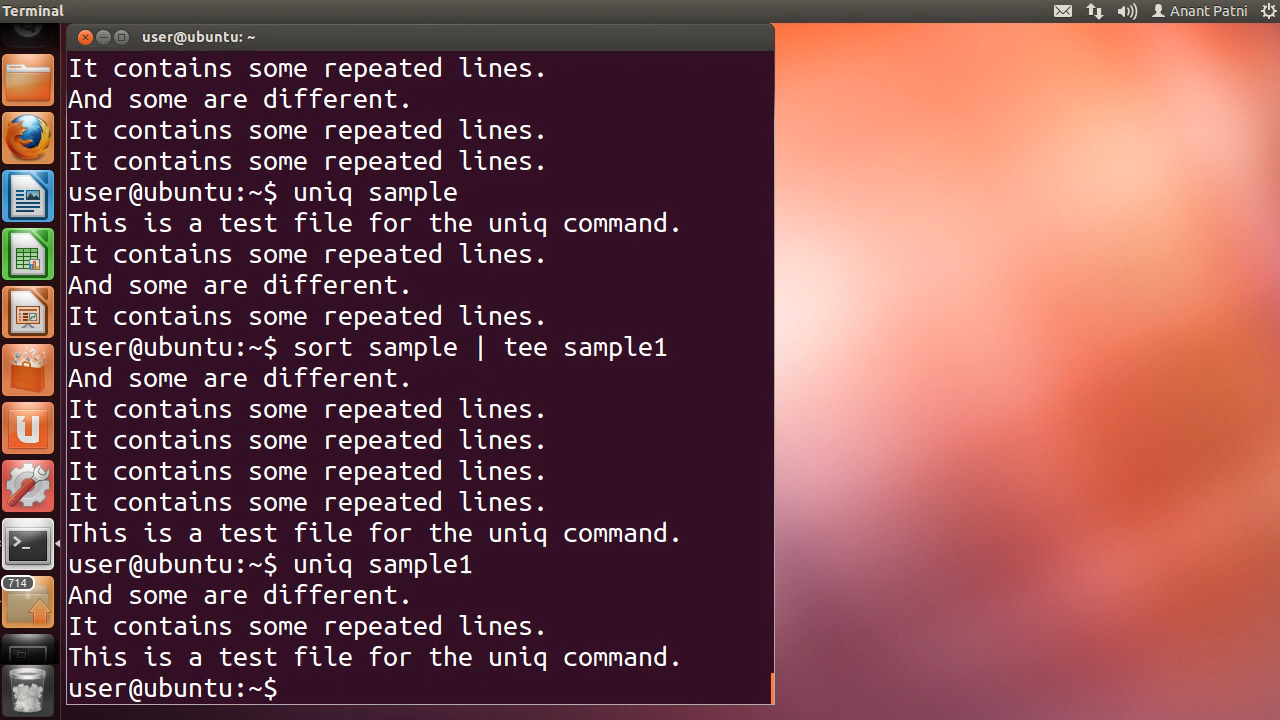 Terminal
Anant Patni
user@ubuntu: ~
It contains some repeated lines.
And some are different.
It contains some repeated lines.
It contains some repeated lines.
user@ubuntu:~$ uniq sample
This is a test file for the uniq command.
It contains some repeated lines.
And some are different.
It contains some repeated lines.
user@ubuntu:~$ sort sample | tee sample1
And some are different.
It contains some repeated lines.
It contains some repeated lines.
It contains some repeated lines.
It contains some repeated lines.
This is a test file for the uniq command.
user@ubuntu:~$ uniq sample1
And some are different.
It contains some repeated lines.
This is a test file for the uniq command.
user@ubuntu:~$
714